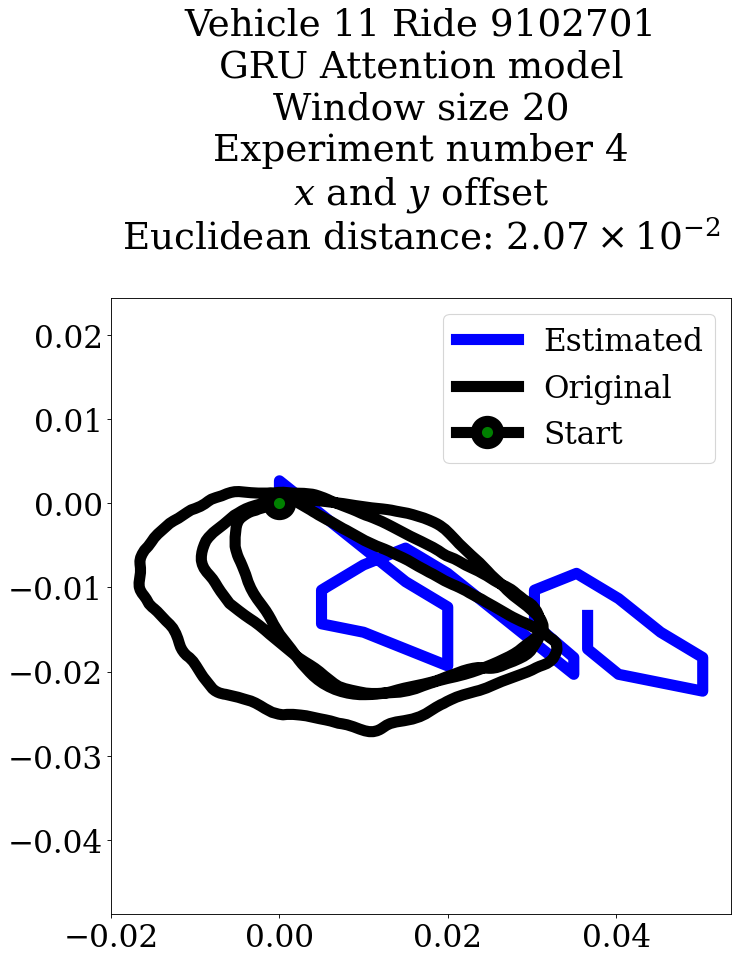 Vehicle 11 Ride 9102701
GRU Attention model
Window size 20
Experiment number 4
x and y offset
Euclidean distance: 2.07 × 10⁻²
Estimated
Original
Start
0.02
0.01
0.00
−0.01
−0.02
−0.03
−0.04
−0.02 0.00 0.02 0.04